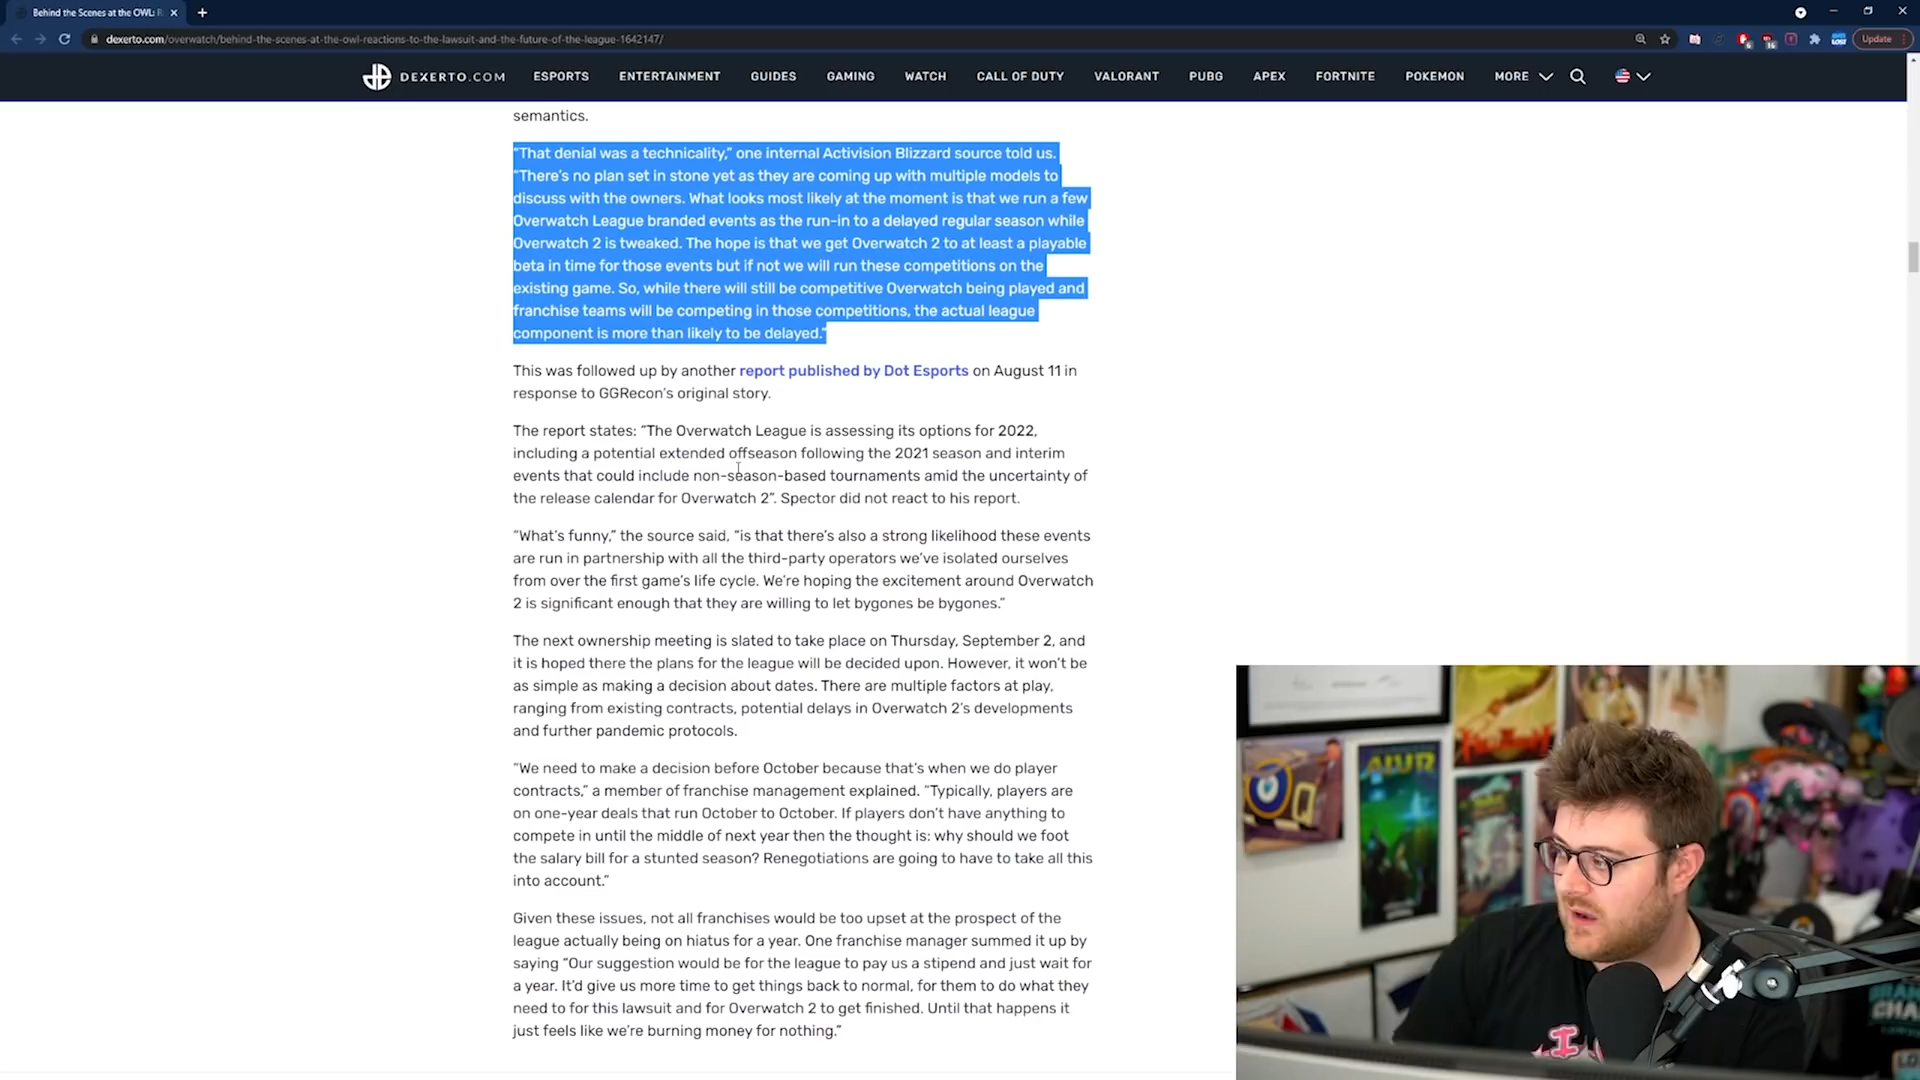 Behind the Scenes at the OWL: R
dexerto.com/overwatch/behind-the-scenes-at-the-owl-reactions-to-the-lawsuit-and-the-future-of-the-league-1642147/
Update
DEXERTO.COM
ESPORTS
ENTERTAINMENT
GUIDES
GAMING
WATCH
CALL OF DUTY
VALORANT
PUBG
APEX
FORTNITE
POKEMON
MORE
semantics.
“That denial was a technicality,” one internal Activision Blizzard source told us.
“There’s no plan set in stone yet as they are coming up with multiple models to
discuss with the owners. What looks most likely at the moment is that we run a few
Overwatch League branded events as the run-in to a delayed regular season while
Overwatch 2 is tweaked. The hope is that we get Overwatch 2 to at least a playable
beta in time for those events but if not we will run these competitions on the
existing game. So, while there will still be competitive Overwatch being played and
franchise teams will be competing in those competitions, the actual league
component is more than likely to be delayed.”
This was followed up by another report published by Dot Esports on August 11 in
response to GGRecon’s original story.
The report states: “The Overwatch League is assessing its options for 2022,
including a potential extended offseason following the 2021 season and interim
events that could include non-season-based tournaments amid the uncertainty of
the release calendar for Overwatch 2”. Spector did not react to his report.
“What’s funny,” the source said, “is that there’s also a strong likelihood these events
are run in partnership with all the third-party operators we’ve isolated ourselves
from over the first game’s life cycle. We’re hoping the excitement around Overwatch
2 is significant enough that they are willing to let bygones be bygones.”
The next ownership meeting is slated to take place on Thursday, September 2, and
it is hoped there the plans for the league will be decided upon. However, it won’t be
as simple as making a decision about dates. There are multiple factors at play,
ranging from existing contracts, potential delays in Overwatch 2’s developments
and further pandemic protocols.
“We need to make a decision before October because that’s when we do player
contracts,” a member of franchise management explained. “Typically, players are
on one-year deals that run October to October. If players don’t have anything to
compete in until the middle of next year then the thought is: why should we foot
the salary bill for a stunted season? Renegotiations are going to have to take all this
into account.”
Given these issues, not all franchises would be too upset at the prospect of the
league actually being on hiatus for a year. One franchise manager summed it up by
saying “Our suggestion would be for the league to pay us a stipend and just wait for
a year. It’d give us more time to get things back to normal, for them to do what they
need to for this lawsuit and for Overwatch 2 to get finished. Until that happens it
just feels like we’re burning money for nothing.”